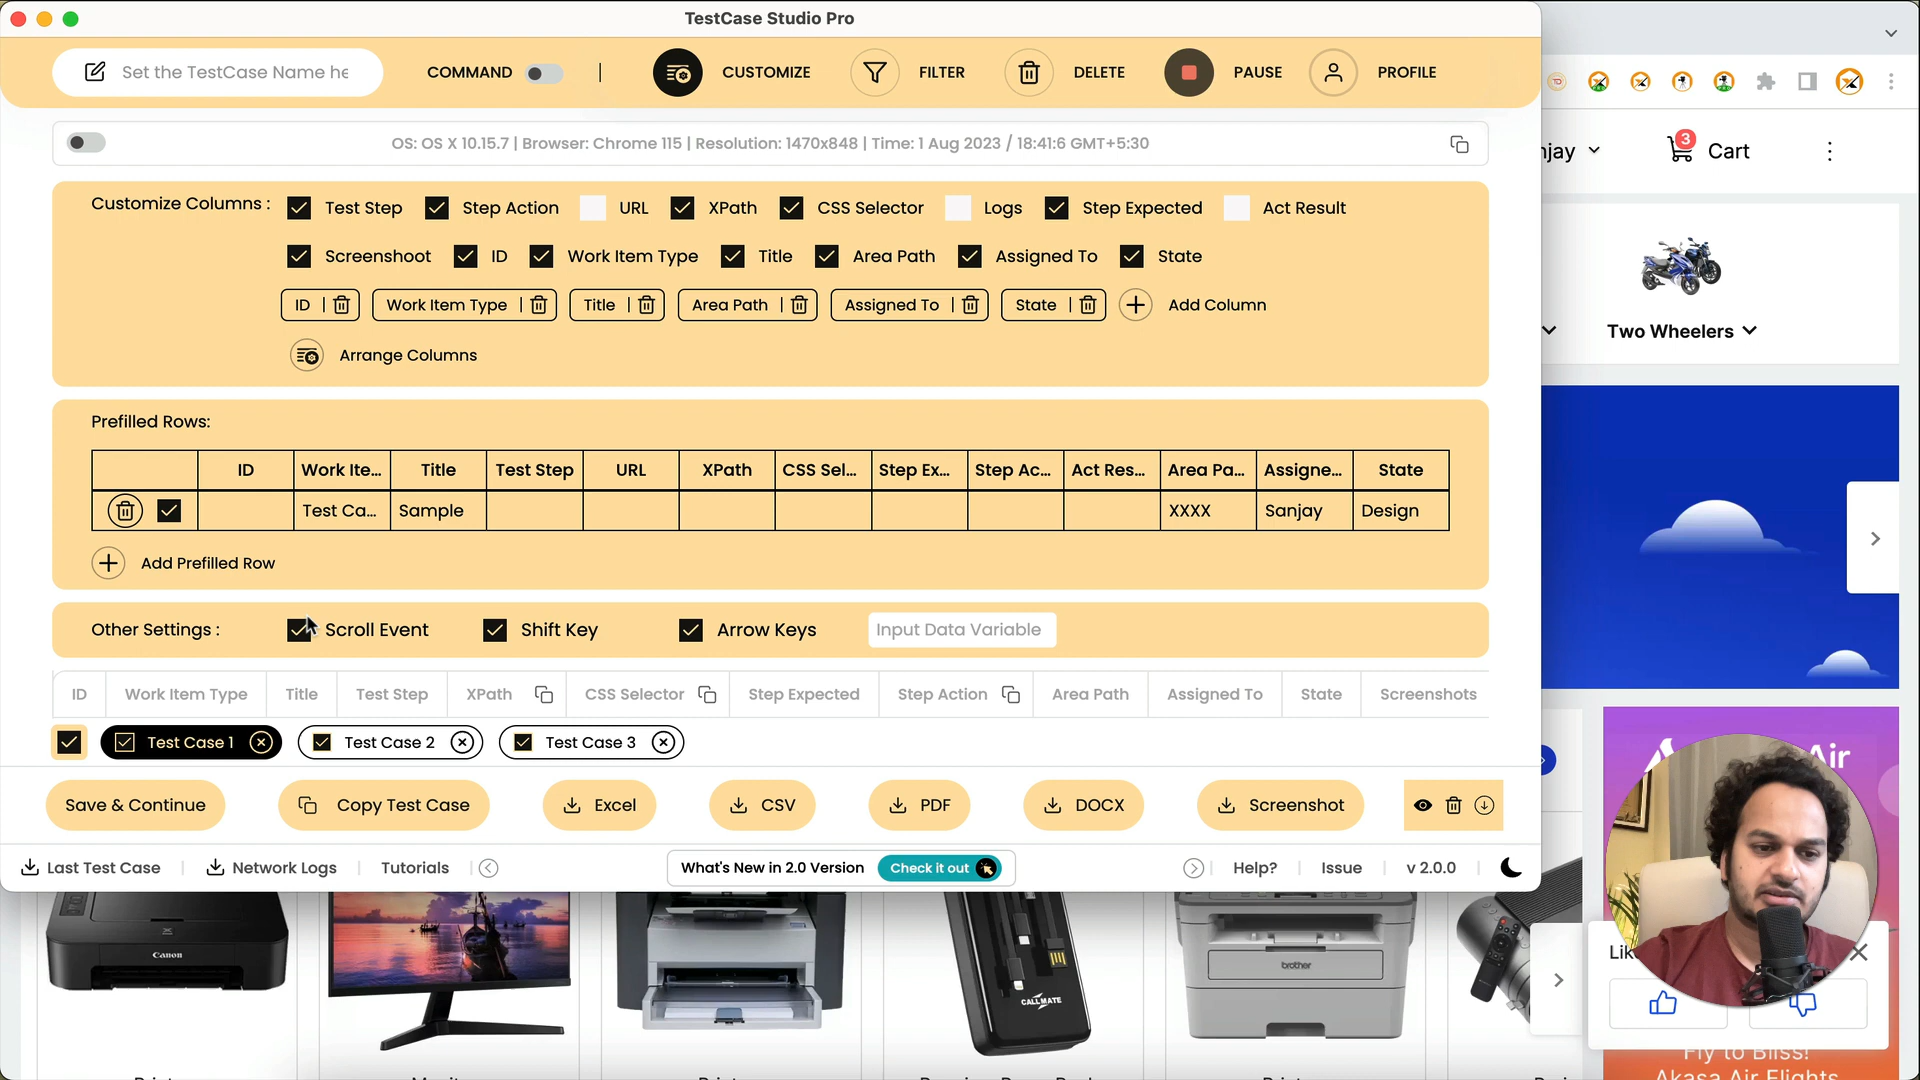 TestCase Studio Pro
Set the TestCase Name he
COMMAND
CUSTOMIZE
FILTER
DELETE
PAUSE
PROFILE
OS: OS X 10.15.7 | Browser: Chrome 115 | Resolution: 1470x848 | Time: 1 Aug 2023 / 18:41:6 GMT+5:30
Customize Columns : Test Step Step Action URL XPath CSS Selector Logs Step Expected Act Result
Screenshoot ID Work Item Type Title Area Path Assigned To State
ID Work Item Type Title Area Path Assigned To State Add Column
Arrange Columns
Prefilled Rows:
ID Work Ite... Title Test Step URL XPath CSS Sel... Step Ex... Step Ac... Act Res... Area Pa... Assigne... State
Test Ca... Sample XXXX Sanjay Design
Add Prefilled Row
Other Settings : Scroll Event Shift Key Arrow Keys Input Data Variable
ID Work Item Type Title Test Step XPath CSS Selector Step Expected Step Action Area Path Assigned To State Screenshots
Test Case 1 Test Case 2 Test Case 3
Save & Continue Copy Test Case Excel CSV PDF DOCX Screenshot
Last Test Case Network Logs Tutorials What's New in 2.0 Version Check it out Help? Issue v 2.0.0
njay 3 Cart
Two Wheelers
Air
Lik
Fly to Bliss!
Akasa Air Flights
Canon
CALLMATE
brother